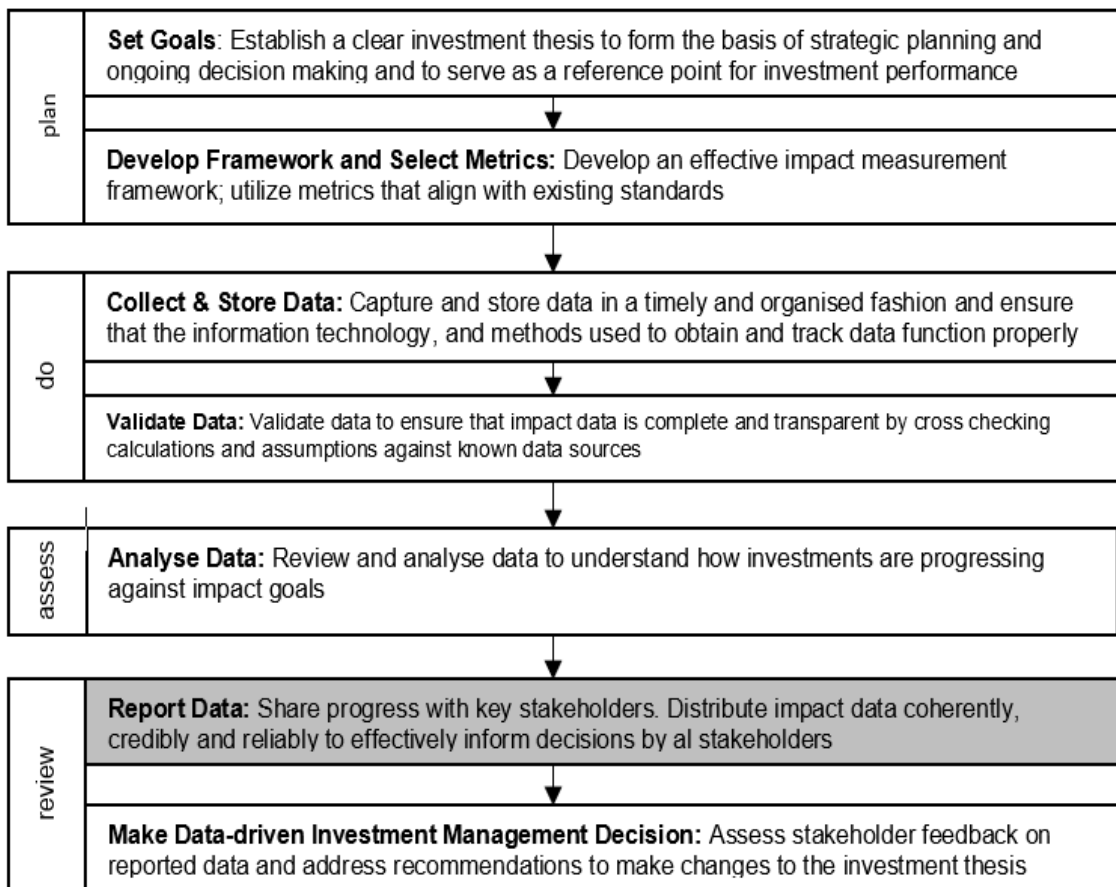 plan
Set Goals: Establish a clear investment thesis to form the basis of strategic planning and
ongoing decision making and to serve as a reference point for investment performance
Develop Framework and Select Metrics: Develop an effective impact measurement
framework; utilize metrics that align with existing standards
do
Collect & Store Data: Capture and store data in a timely and organised fashion and ensure
that the information technology, and methods used to obtain and track data function properly
Validate Data: Validate data to ensure that impact data is complete and transparent by cross checking
calculations and assumptions against known data sources
assess
Analyse Data: Review and analyse data to understand how investments are progressing
against impact goals
review
Report Data: Share progress with key stakeholders. Distribute impact data coherently,
credibly and reliably to effectively inform decisions by al stakeholders
Make Data-driven Investment Management Decision: Assess stakeholder feedback on
reported data and address recommendations to make changes to the investment thesis